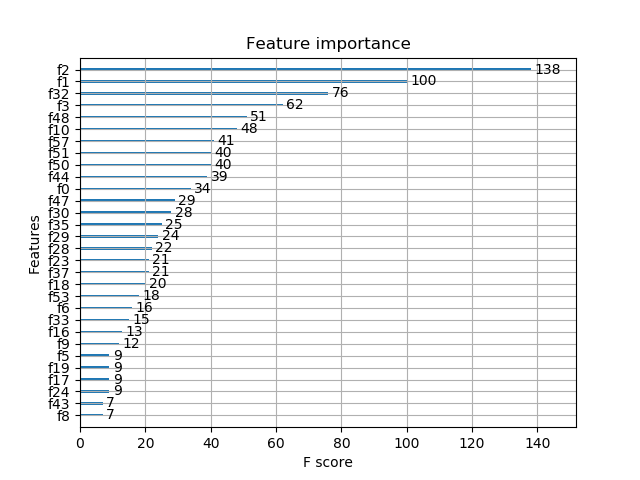 Feature importance
f2 138
f1 100
f32 76
f3 62
f48 51
f10 48
f57 41
f51 40
f50 40
f44 39
f0 34
f47 29
f30 28
f35 25
f29 24
f28 22
f23 21
f37 21
f18 20
f53 18
f6 16
f33 15
f16 13
f9 12
f5 9
f19 9
f17 9
f24 9
f43 7
f8 7
Features
0 20 40 60 80 100 120 140
F score